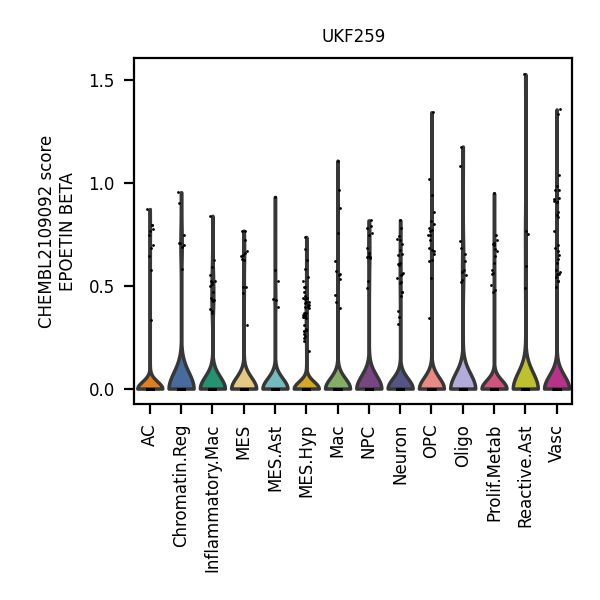 UKF259
CHEMBL2109092 score
EPOETIN BETA
1.5
1.0
0.5
0.0
AC
Chromatin.Reg
Inflammatory.Mac
MES
MES.Ast
MES.Hyp
Mac
NPC
Neuron
OPC
Oligo
Prolif.Metab
Reactive.Ast
Vasc